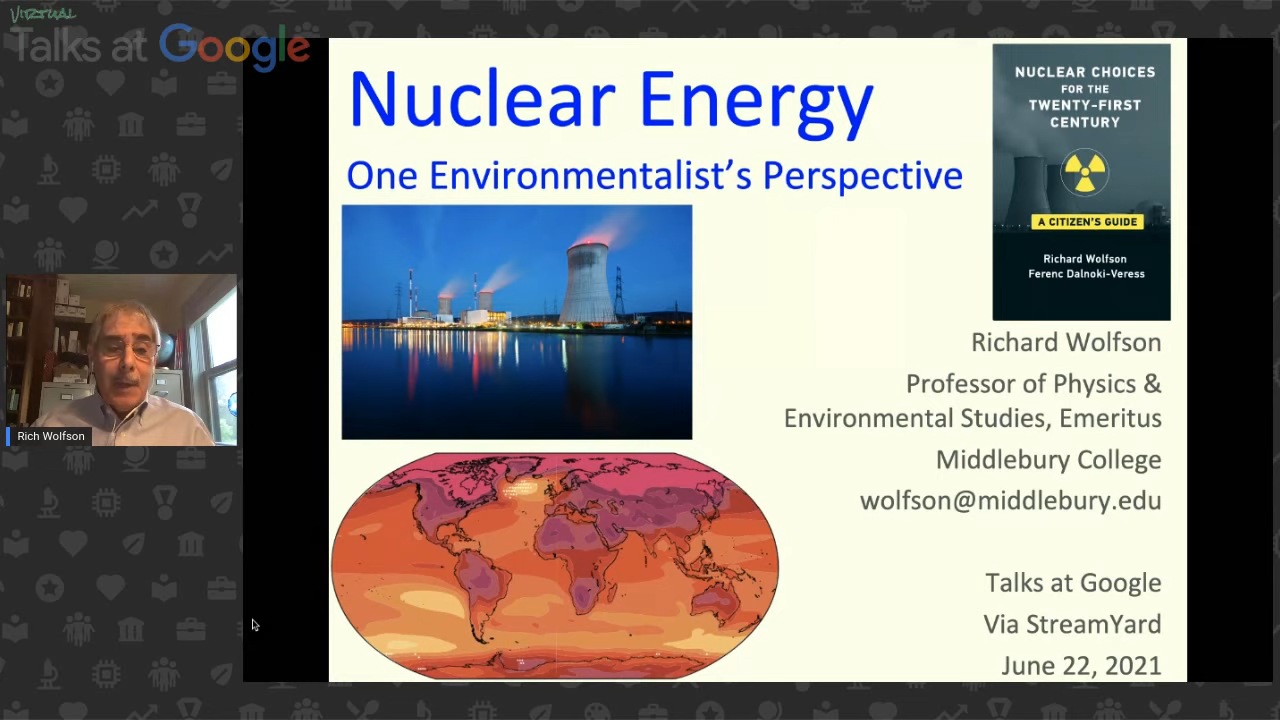 VIRTUAL
Talks at Google
Nuclear Energy
One Environmentalist’s Perspective
NUCLEAR CHOICES
FOR THE
TWENTY-FIRST
CENTURY
A CITIZEN'S GUIDE
Richard Wolfson
Ferenc Dalnoki-Veress
Richard Wolfson
Professor of Physics &
Environmental Studies, Emeritus
Middlebury College
wolfson@middlebury.edu
Talks at Google
Via StreamYard
June 22, 2021
Rich Wolfson